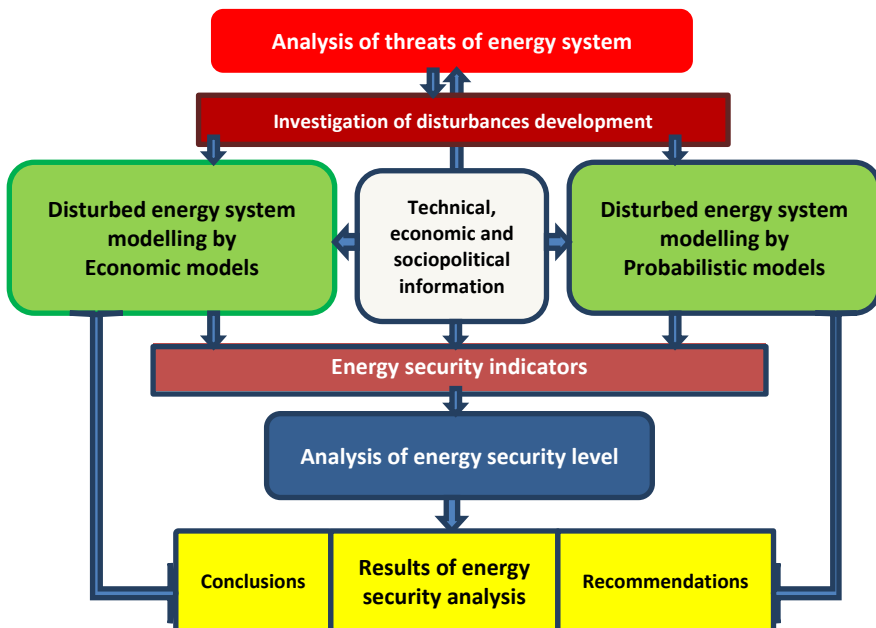 Analysis of threats of energy system
Investigation of disturbances development
Disturbed energy system
modelling by
Economic models
Technical,
economic and
sociopolitical
information
Disturbed energy system
modelling by
Probabilistic models
Energy security indicators
Analysis of energy security level
Conclusions
Results of energy
security analysis
Recommendations